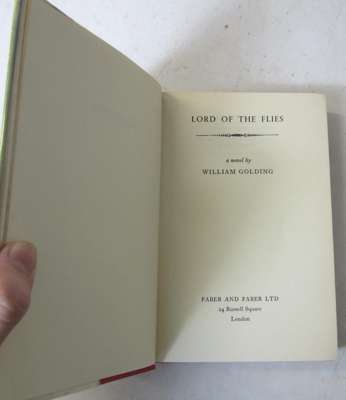 LORD OF THE FLIES
a novel by
WILLIAM GOLDING
FABER AND FABER LTD
24 Russell Square
London